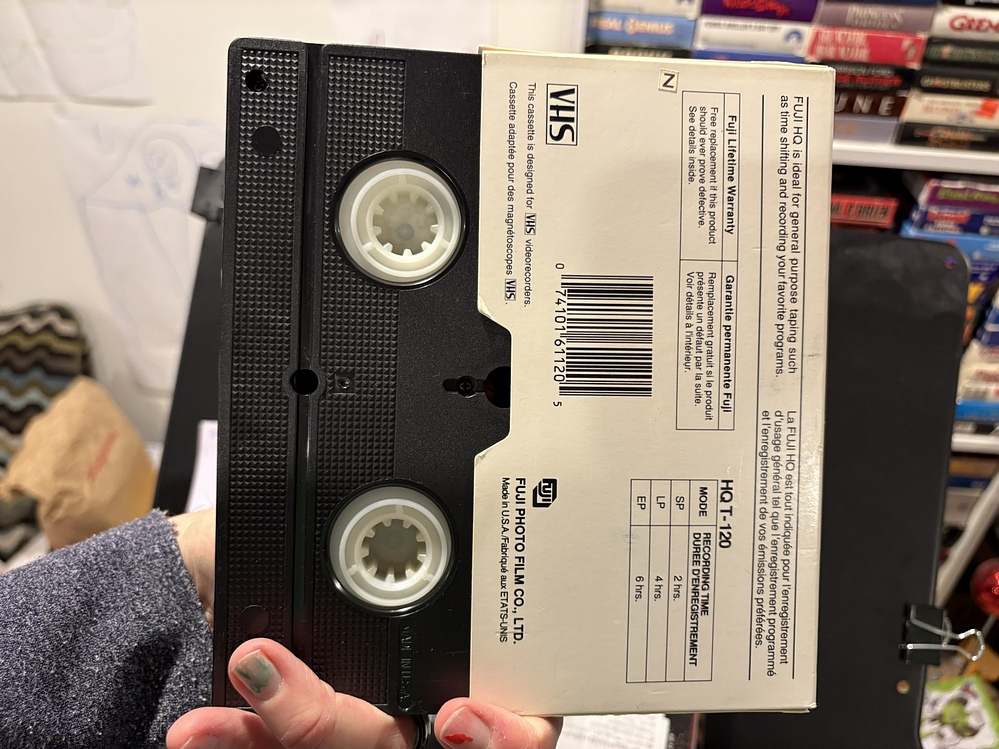 FUJI HQ is ideal for general purpose taping such
as time shifting and recording your favorite programs.
La FUJI HQ est tout indiquée pour l'enregistrement
d'usage général tel que l'enregistrement programmé
et l'enregistrement de vos émissions préférées.
N
Fuji Lifetime Warranty
Free replacement if this product
should ever prove defective.
See details inside.
Garantie permanente Fuji
Remplacement gratuit si le produit
présente un défaut par la suite.
Voir détails à l'intérieur.
HQ T-120
MODE
RECORDING TIME
DURÉE D'ENREGISTREMENT
SP 2 hrs.
LP 4 hrs.
EP 6 hrs.
VHS
This cassette is designed for VHS videorecorders.
Cassette adaptée pour des magnétoscopes VHS.
0 74101 61120 5
FUJI
FUJI PHOTO FILM CO., LTD.
Made in U.S.A./Fabriqué aux ETATS-UNIS